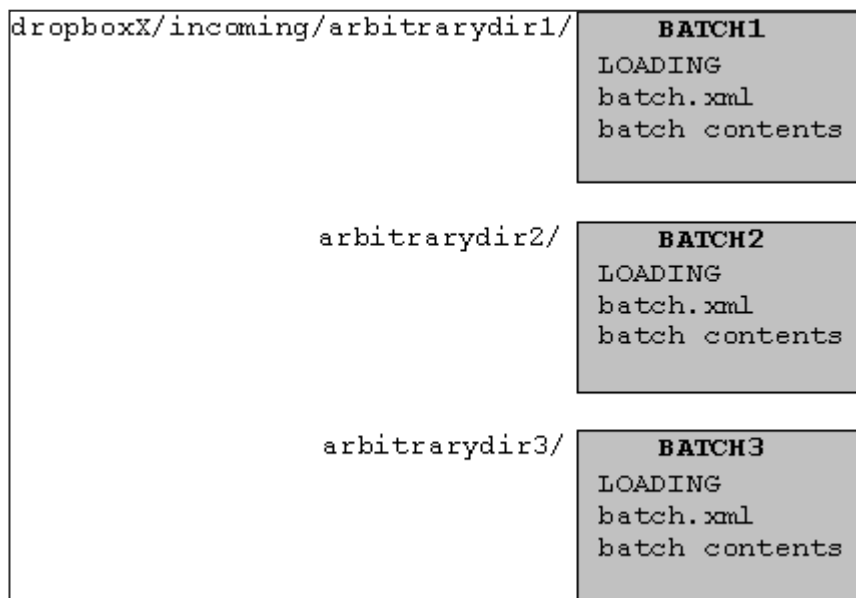 dropboxX/incoming/arbitrarydir1/ BATCH1
LOADING
batch.xml
batch contents
arbitrarydir2/ BATCH2
LOADING
batch.xml
batch contents
arbitrarydir3/ BATCH3
LOADING
batch.xml
batch contents